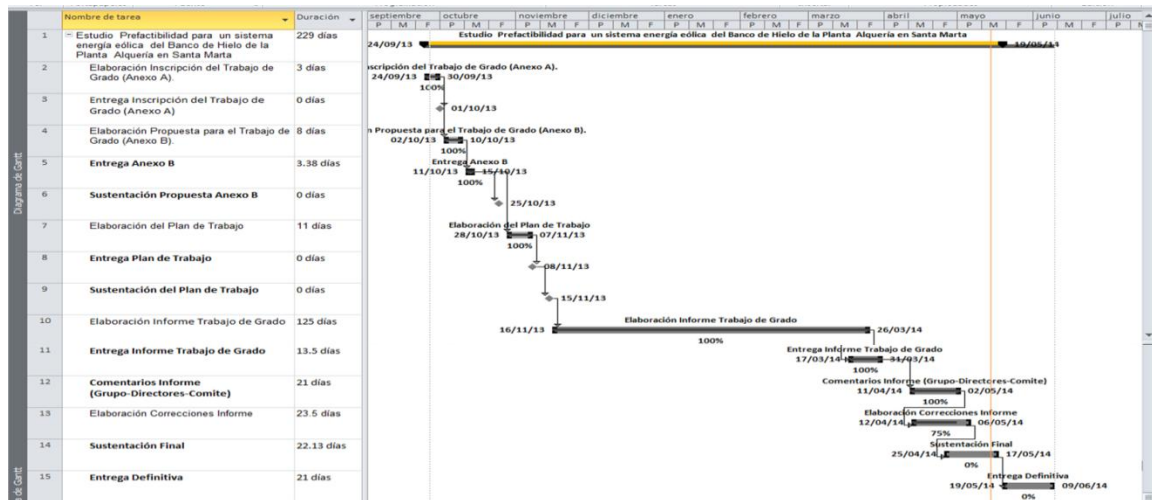 Nombre de tarea
Duración
septiembre octubre noviembre diciembre enero febrero marzo abril mayo junio julio
P M F P M F P M F P M F P M F P M F P M F P M F P M F P M F P M
1 Estudio Prefactibilidad para un sistema energía eólica del Banco de Hielo de la Planta Alquería en Santa Marta 229 días
Estudio Prefactibilidad para un sistema energía eólica del Banco de Hielo de la Planta Alquería en Santa Marta
24/09/13 19/05/14
2 Elaboración Inscripción del Trabajo de Grado (Anexo A). 3 días
scripción del Trabajo de Grado (Anexo A).
24/09/13 30/09/13
100%
3 Entrega Inscripción del Trabajo de Grado (Anexo A) 0 días
01/10/13
4 Elaboración Propuesta para el Trabajo de Grado (Anexo B). 8 días
n Propuesta para el Trabajo de Grado (Anexo B).
02/10/13 10/10/13
100%
5 Entrega Anexo B 3.38 días
Entrega Anexo B
11/10/13 15/10/13
100%
6 Sustentación Propuesta Anexo B 0 días
25/10/13
7 Elaboración del Plan de Trabajo 11 días
Elaboración del Plan de Trabajo
28/10/13 07/11/13
100%
8 Entrega Plan de Trabajo 0 días
08/11/13
9 Sustentación del Plan de Trabajo 0 días
15/11/13
10 Elaboración Informe Trabajo de Grado 125 días
Elaboración Informe Trabajo de Grado
16/11/13 26/03/14
100%
11 Entrega Informe Trabajo de Grado 13.5 días
Entrega Informe Trabajo de Grado
17/03/14 31/03/14
100%
12 Comentarios Informe (Grupo-Directores-Comite) 21 días
Comentarios Informe (Grupo-Directores-Comite)
11/04/14 02/05/14
100%
13 Elaboración Correcciones Informe 23.5 días
Elaboración Correcciones Informe
12/04/14 06/05/14
75%
14 Sustentación Final 22.13 días
Sustentación Final
25/04/14 17/05/14
0%
15 Entrega Definitiva 21 días
Entrega Definitiva
19/05/14 09/06/14
0%
Diagrama de Gantt